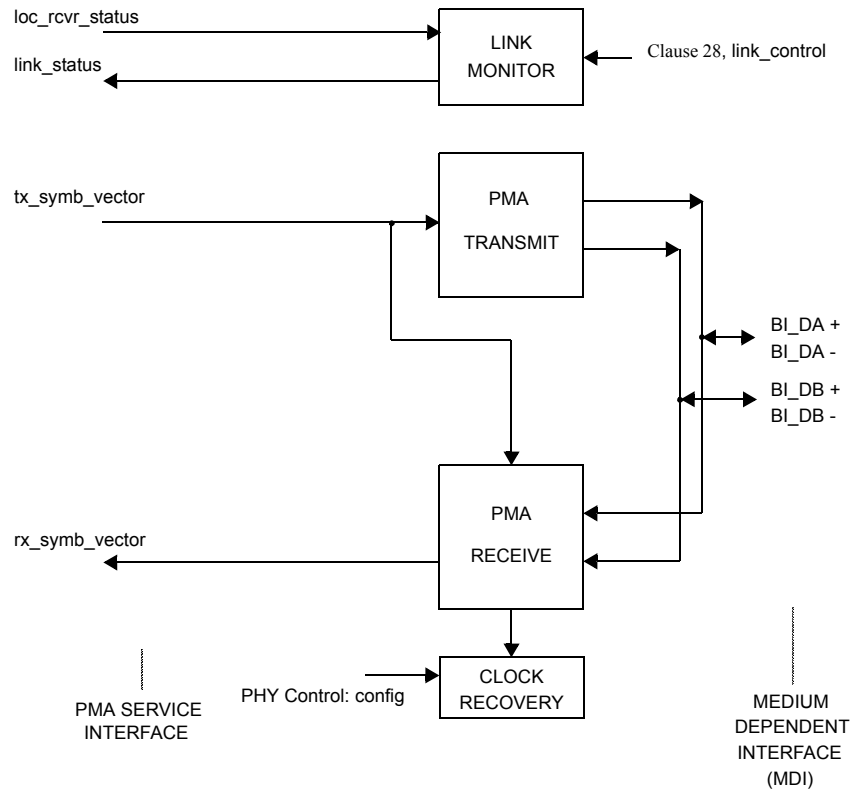 loc_rcvr_status
link_status
LINK
MONITOR
Clause 28, link_control
tx_symb_vector
PMA
TRANSMIT
BI_DA +
BI_DA -
BI_DB +
BI_DB -
rx_symb_vector
PMA
RECEIVE
PHY Control: config
CLOCK
RECOVERY
PMA SERVICE
INTERFACE
MEDIUM
DEPENDENT
INTERFACE
(MDI)